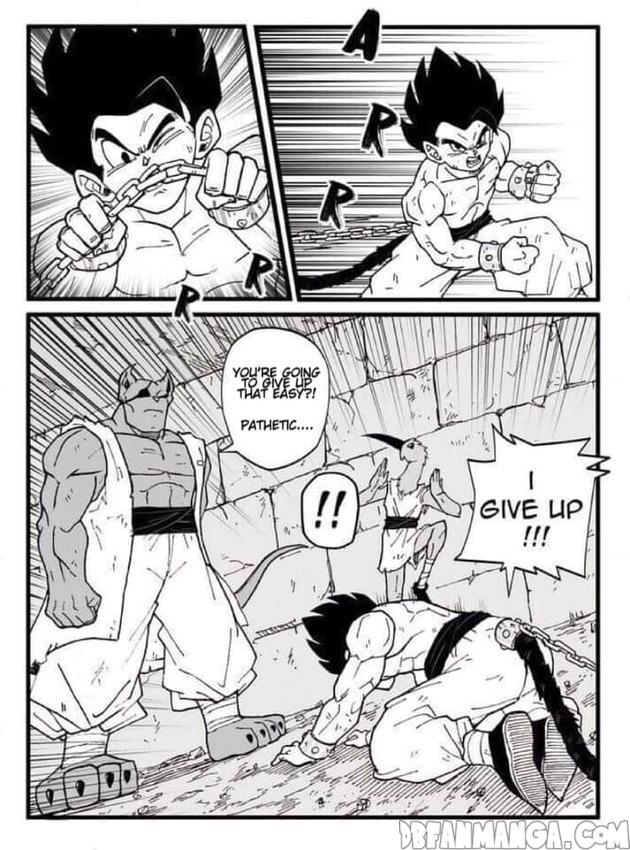 A
R
R
R
R
YOU'RE GOING
TO GIVE UP
THAT EASY?!
PATHETIC....
!!
I
GIVE UP
!!!
DBFANMANGA.COM